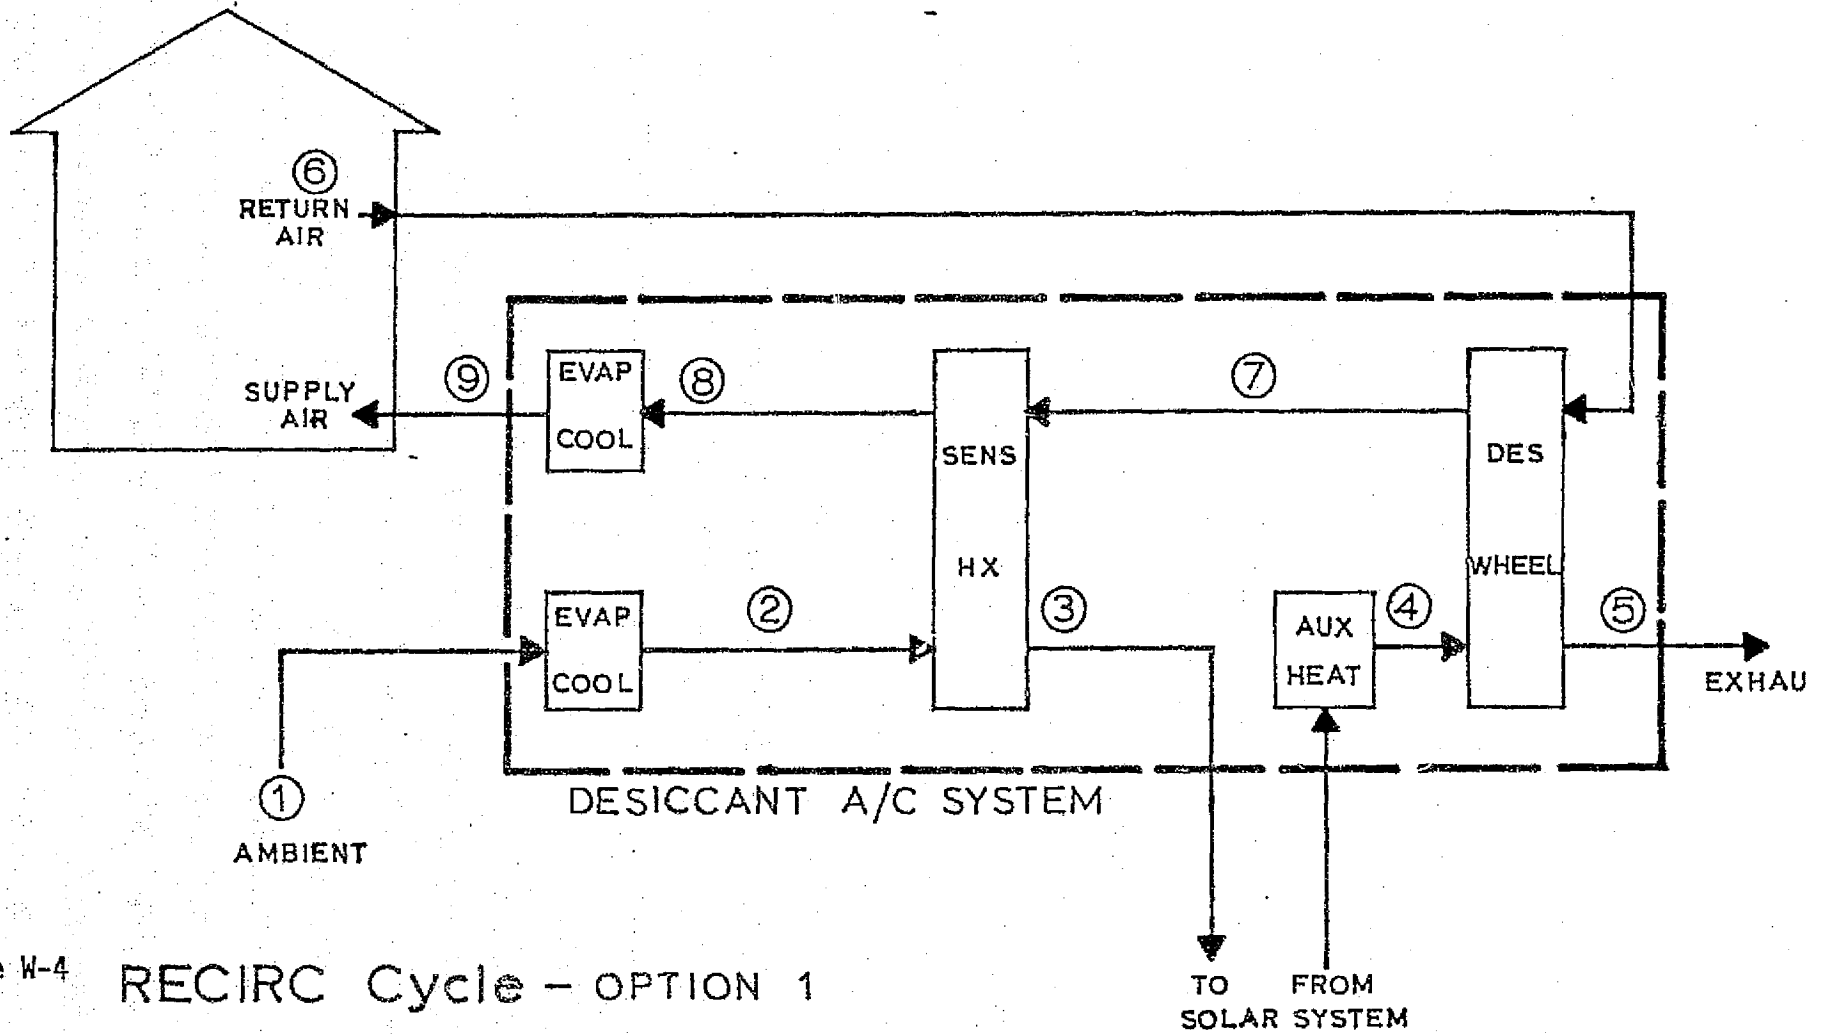 6
RETURN
AIR
SUPPLY
AIR
9
EVAP
COOL
8
SENS
HX
7
DES
WHEEL
EVAP
COOL
2
3
AUX
HEAT
4
5
EXHAU
1
AMBIENT
DESICCANT A/C SYSTEM
TO FROM
SOLAR SYSTEM
e W-4 RECIRC Cycle - OPTION 1